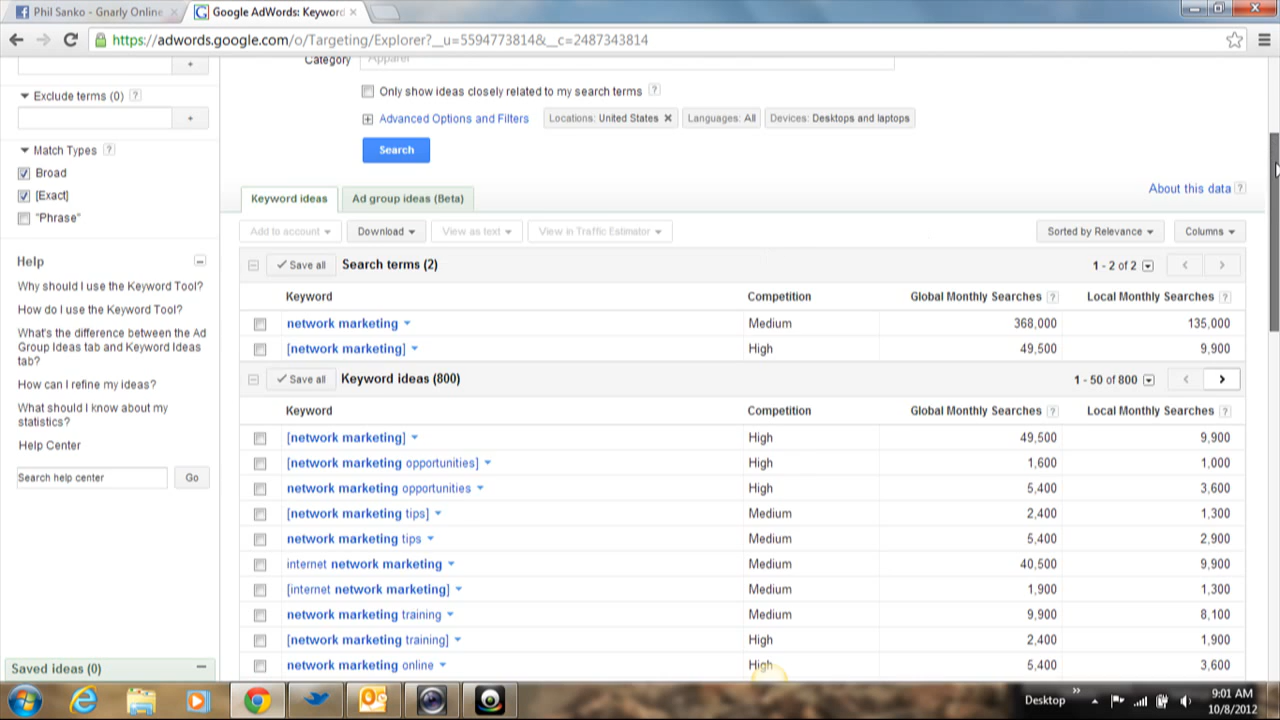 Phil Sanko - Gnarly Online
Google AdWords: Keyword
https://adwords.google.com/o/Targeting/Explorer?__u=5594773814&__c=2487343814
Category Apparel
Exclude terms (0) ?
+
Match Types ?
Broad
[Exact]
"Phrase"
Help
Why should I use the Keyword Tool?
How do I use the Keyword Tool?
What's the difference between the Ad
Group Ideas tab and Keyword Ideas
tab?
How can I refine my ideas?
What should I know about my
statistics?
Help Center
Search help center Go
Saved ideas (0)
Only show ideas closely related to my search terms ?
Advanced Options and Filters Locations: United States Languages: All Devices: Desktops and laptops
Search
About this data ?
Keyword ideas Ad group ideas (Beta)
Add to account Download View as text View in Traffic Estimator Sorted by Relevance Columns
Save all Search terms (2) 1 - 2 of 2
Keyword Competition Global Monthly Searches ? Local Monthly Searches ?
network marketing Medium 368,000 135,000
[network marketing] High 49,500 9,900
Save all Keyword ideas (800) 1 - 50 of 800
Keyword Competition Global Monthly Searches ? Local Monthly Searches ?
[network marketing] High 49,500 9,900
[network marketing opportunities] High 1,600 1,000
network marketing opportunities High 5,400 3,600
[network marketing tips] Medium 2,400 1,300
network marketing tips Medium 5,400 2,900
internet network marketing Medium 40,500 9,900
[internet network marketing] Medium 1,900 1,300
network marketing training Medium 9,900 8,100
[network marketing training] High 2,400 1,900
network marketing online High 5,400 3,600
Desktop
9:01 AM
10/8/2012